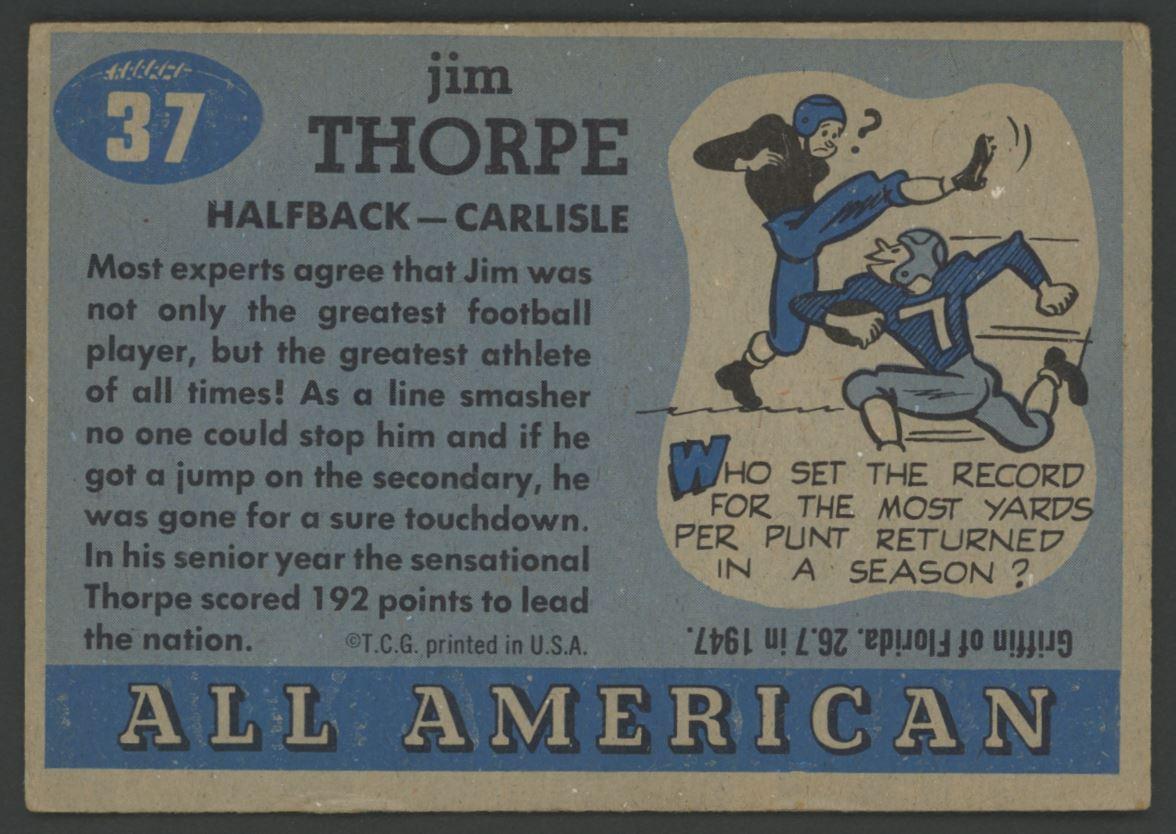 37
jim
THORPE
HALFBACK — CARLISLE
Most experts agree that Jim was
not only the greatest football
player, but the greatest athlete
of all times! As a line smasher
no one could stop him and if he
got a jump on the secondary, he
was gone for a sure touchdown.
In his senior year the sensational
Thorpe scored 192 points to lead
the nation. ©T.C.G. printed in U.S.A.
?
7
WHO SET THE RECORD
FOR THE MOST YARDS
PER PUNT RETURNED
IN A SEASON?
Griffin of Florida. 26.7 in 1947.
ALL AMERICAN